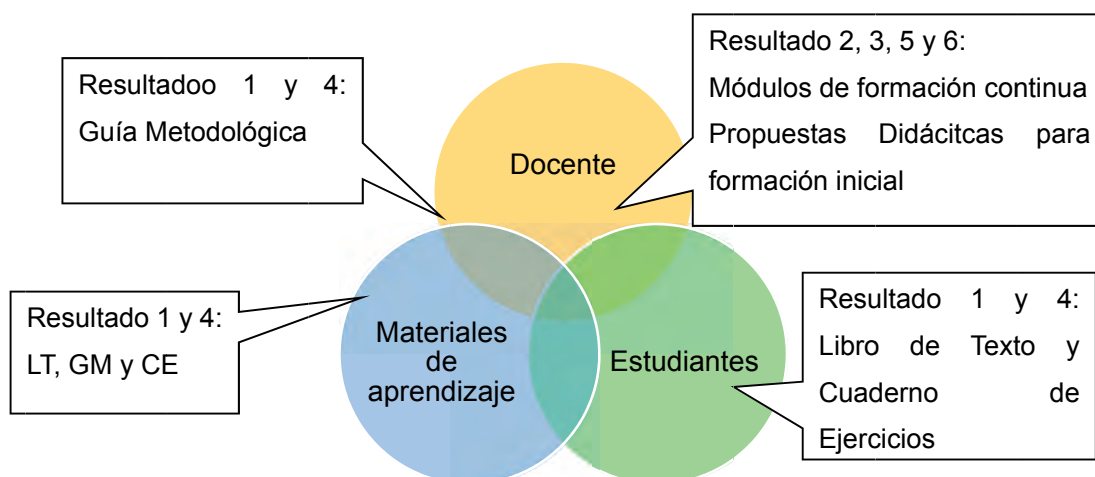 Resultadoo 1 y 4:
Guía Metodológica
Resultado 2, 3, 5 y 6:
Módulos de formación continua
Propuestas Didácitcas para
formación inicial
Docente
Resultado 1 y 4:
LT, GM y CE
Materiales
de
aprendizaje
Estudiantes
Resultado 1 y 4:
Libro de Texto y
Cuaderno de
Ejercicios